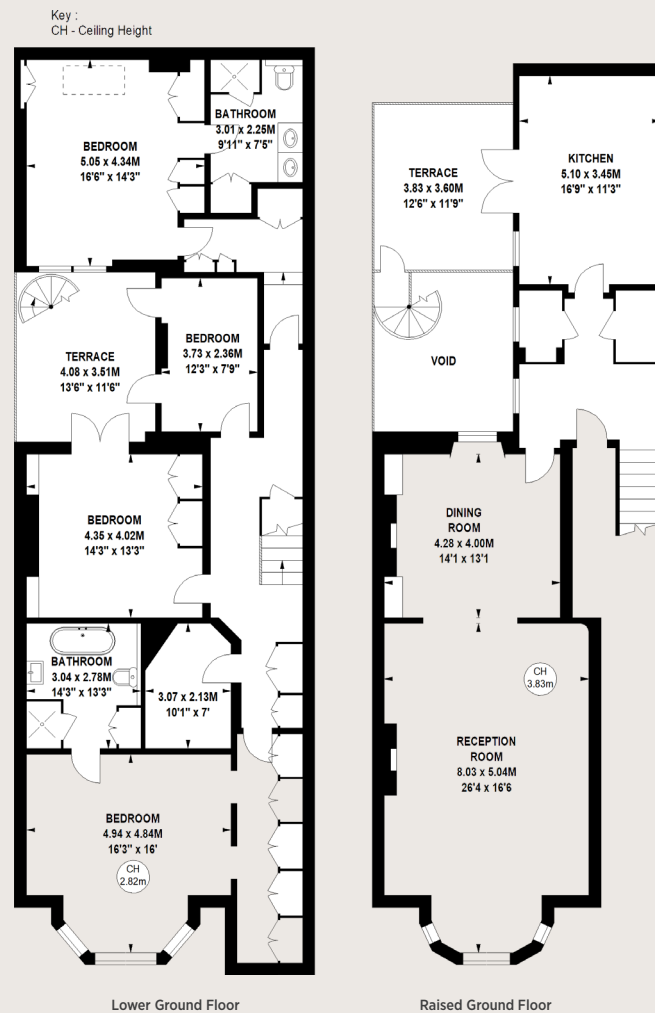 Key :
CH - Ceiling Height
BEDROOM
5.05 x 4.34M
16'6" x 14'3"
BATHROOM
3.01 x 2.25M
9'11" x 7'5"
BEDROOM
3.73 x 2.36M
12'3" x 7'9"
TERRACE
4.08 x 3.51M
13'6" x 11'6"
BEDROOM
4.35 x 4.02M
14'3" x 13'3"
BATHROOM
3.04 x 2.78M
14'3" x 13'3"
3.07 x 2.13M
10'1" x 7'
BEDROOM
4.94 x 4.84M
16'3" x 16'
CH
2.82m
Lower Ground Floor
KITCHEN
5.10 x 3.45M
16'9" x 11'3"
TERRACE
3.83 x 3.60M
12'6" x 11'9"
VOID
DINING
ROOM
4.28 x 4.00M
14'1 x 13'1
CH
3.83m
RECEPTION
ROOM
8.03 x 5.04M
26'4 x 16'6
Raised Ground Floor